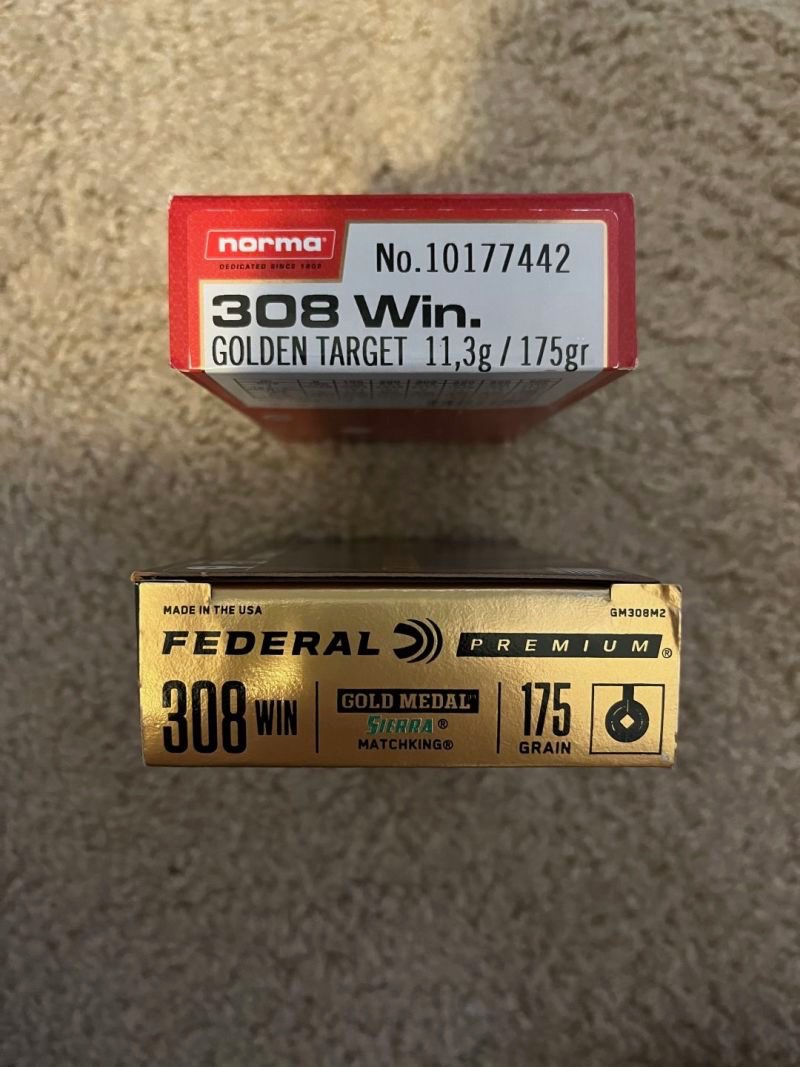 norma®
DEDICATED SINCE 1902
No.10177442
308 Win.
GOLDEN TARGET 11,3g / 175gr
MADE IN THE USA
GM308M2
FEDERAL PREMIUM®
308 WIN
GOLD MEDAL™
SIERRA®
MATCHKING®
175
GRAIN